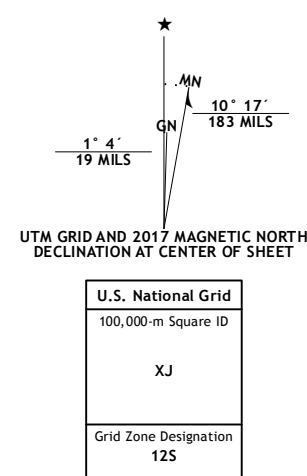 ★
MN
GN
10° 17´
183 MILS
1° 4´
19 MILS
UTM GRID AND 2017 MAGNETIC NORTH
DECLINATION AT CENTER OF SHEET
U.S. National Grid
100,000-m Square ID
XJ
Grid Zone Designation
12S